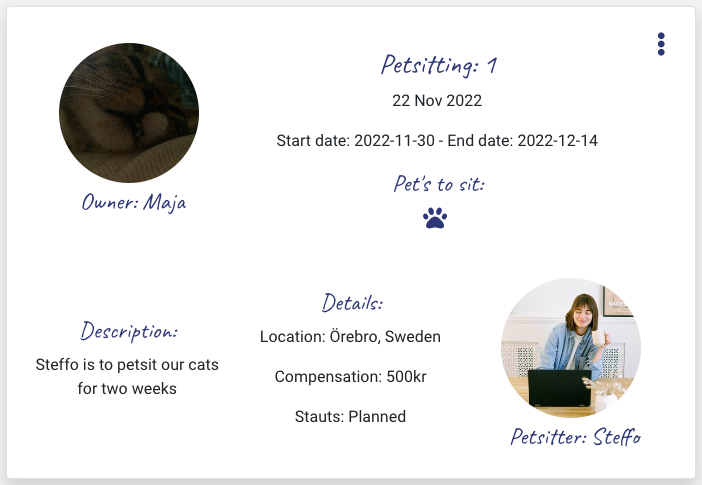 Petsitting: 1
22 Nov 2022
Start date: 2022-11-30 - End date: 2022-12-14
Owner: Maja
Pet's to sit:
Description:
Steffo is to petsit our cats
for two weeks
Details:
Location: Örebro, Sweden
Compensation: 500kr
Stauts: Planned
Petsitter: Steffo